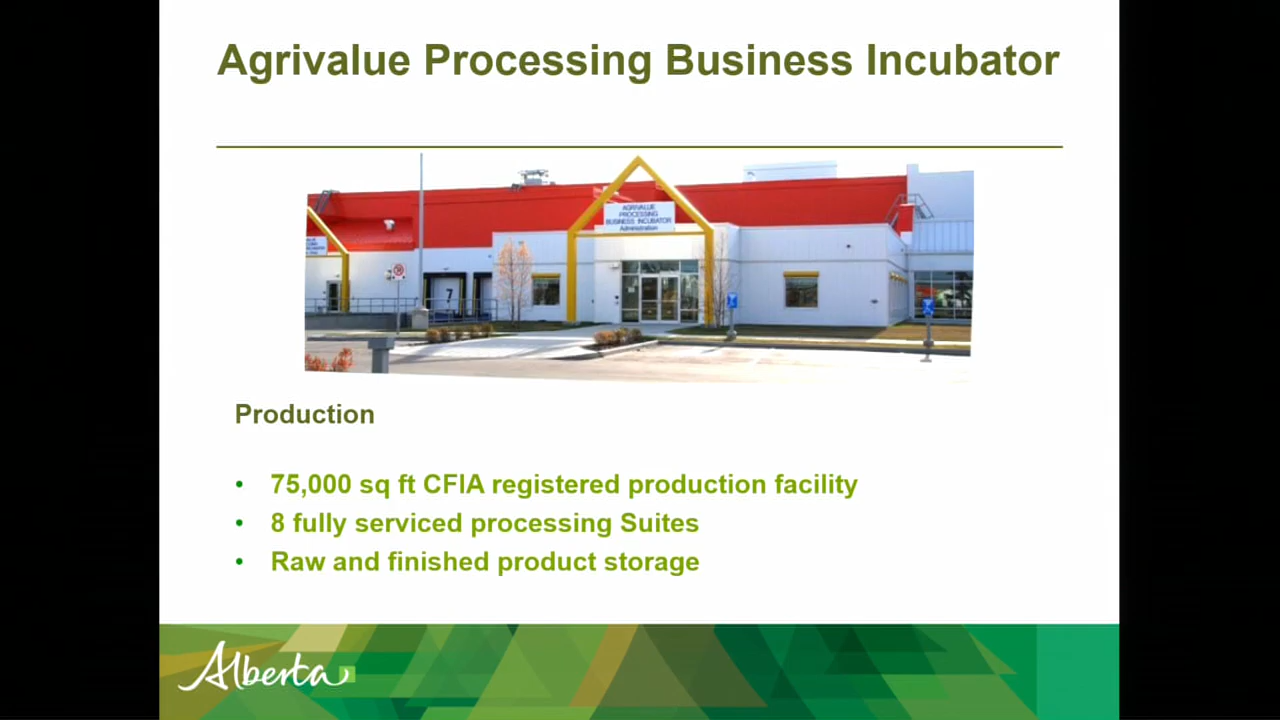 Agrivalue Processing Business Incubator
AGRIVALUE
PROCESSING
BUSINESS INCUBATOR
Administration
7
Production
• 75,000 sq ft CFIA registered production facility
• 8 fully serviced processing Suites
• Raw and finished product storage
Alberta